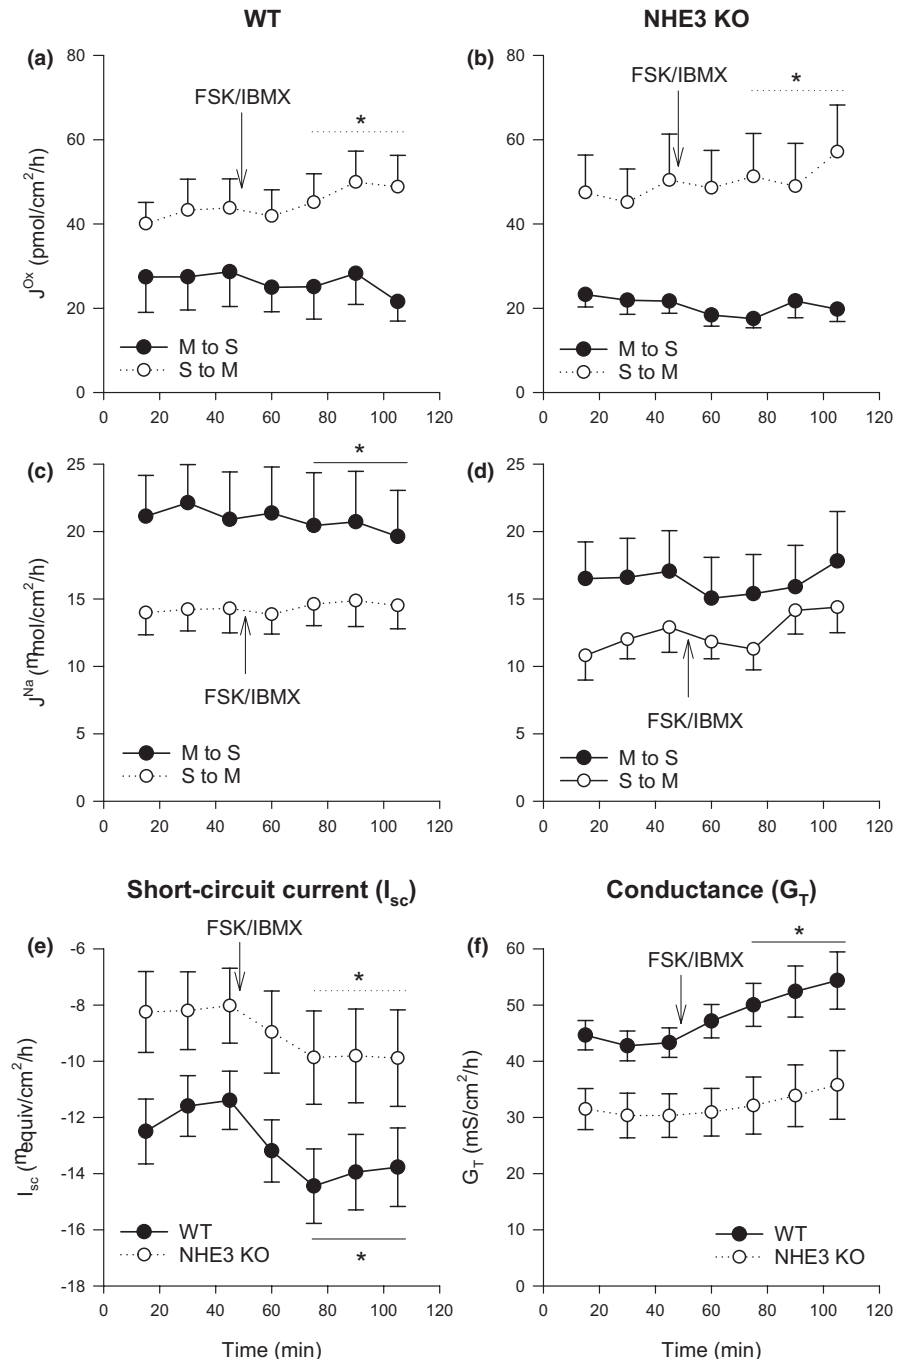 WT
NHE3 KO
(a)
80
60
40
20
0
J^Ox (pmol/cm²/h)
FSK/IBMX
*
M to S
S to M
0 20 40 60 80 100 120
(b)
80
60
40
20
0
FSK/IBMX
*
M to S
S to M
0 20 40 60 80 100 120
(c)
25
20
15
10
5
0
J^Na (mmol/cm²/h)
*
FSK/IBMX
M to S
S to M
0 20 40 60 80 100 120
(d)
25
20
15
10
5
0
FSK/IBMX
M to S
S to M
0 20 40 60 80 100 120
Short-circuit current (I_sc)
(e)
-6
-8
-10
-12
-14
-16
-18
I_sc (mequiv/cm²/h)
FSK/IBMX
*
WT
NHE3 KO
*
0 20 40 60 80 100 120
Time (min)
Conductance (G_T)
(f)
60
50
40
30
20
10
0
G_T (mS/cm²/h)
FSK/IBMX
*
WT
NHE3 KO
0 20 40 60 80 100 120
Time (min)